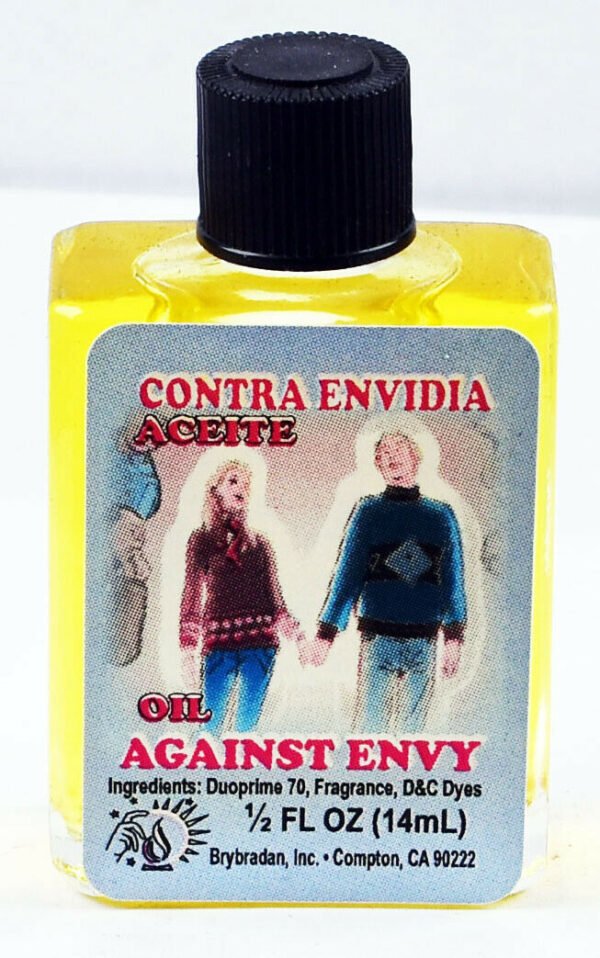 CONTRA ENVIDIA
ACEITE
OIL
AGAINST ENVY
Ingredients: Duoprime 70, Fragrance, D&C Dyes
½ FL OZ (14mL)
Brybradan, Inc. • Compton, CA 90222